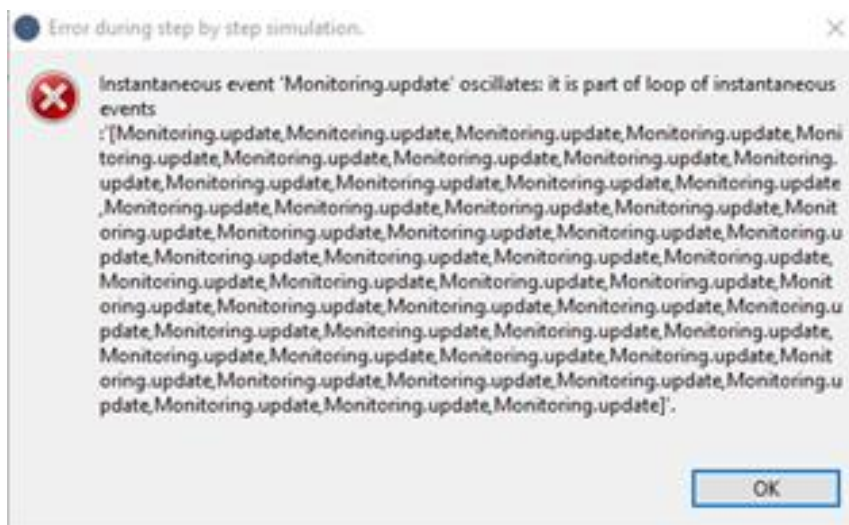 Error during step by step simulation.
Instantaneous event 'Monitoring.update' oscillates: it is part of loop of instantaneous
events
:'[Monitoring.update,Monitoring.update,Monitoring.update,Monitoring.update,Moni
toring.update,Monitoring.update,Monitoring.update,Monitoring.update,Monitoring.
update,Monitoring.update,Monitoring.update,Monitoring.update,Monitoring.update
,Monitoring.update,Monitoring.update,Monitoring.update,Monitoring.update,Monit
oring.update,Monitoring.update,Monitoring.update,Monitoring.update,Monitoring.u
pdate,Monitoring.update,Monitoring.update,Monitoring.update,Monitoring.update,
Monitoring.update,Monitoring.update,Monitoring.update,Monitoring.update,Monit
oring.update,Monitoring.update,Monitoring.update,Monitoring.update,Monitoring.u
pdate,Monitoring.update,Monitoring.update,Monitoring.update,Monitoring.update,
Monitoring.update,Monitoring.update,Monitoring.update,Monitoring.update,Monit
oring.update,Monitoring.update,Monitoring.update,Monitoring.update,Monitoring.u
pdate,Monitoring.update,Monitoring.update,Monitoring.update]'.
OK